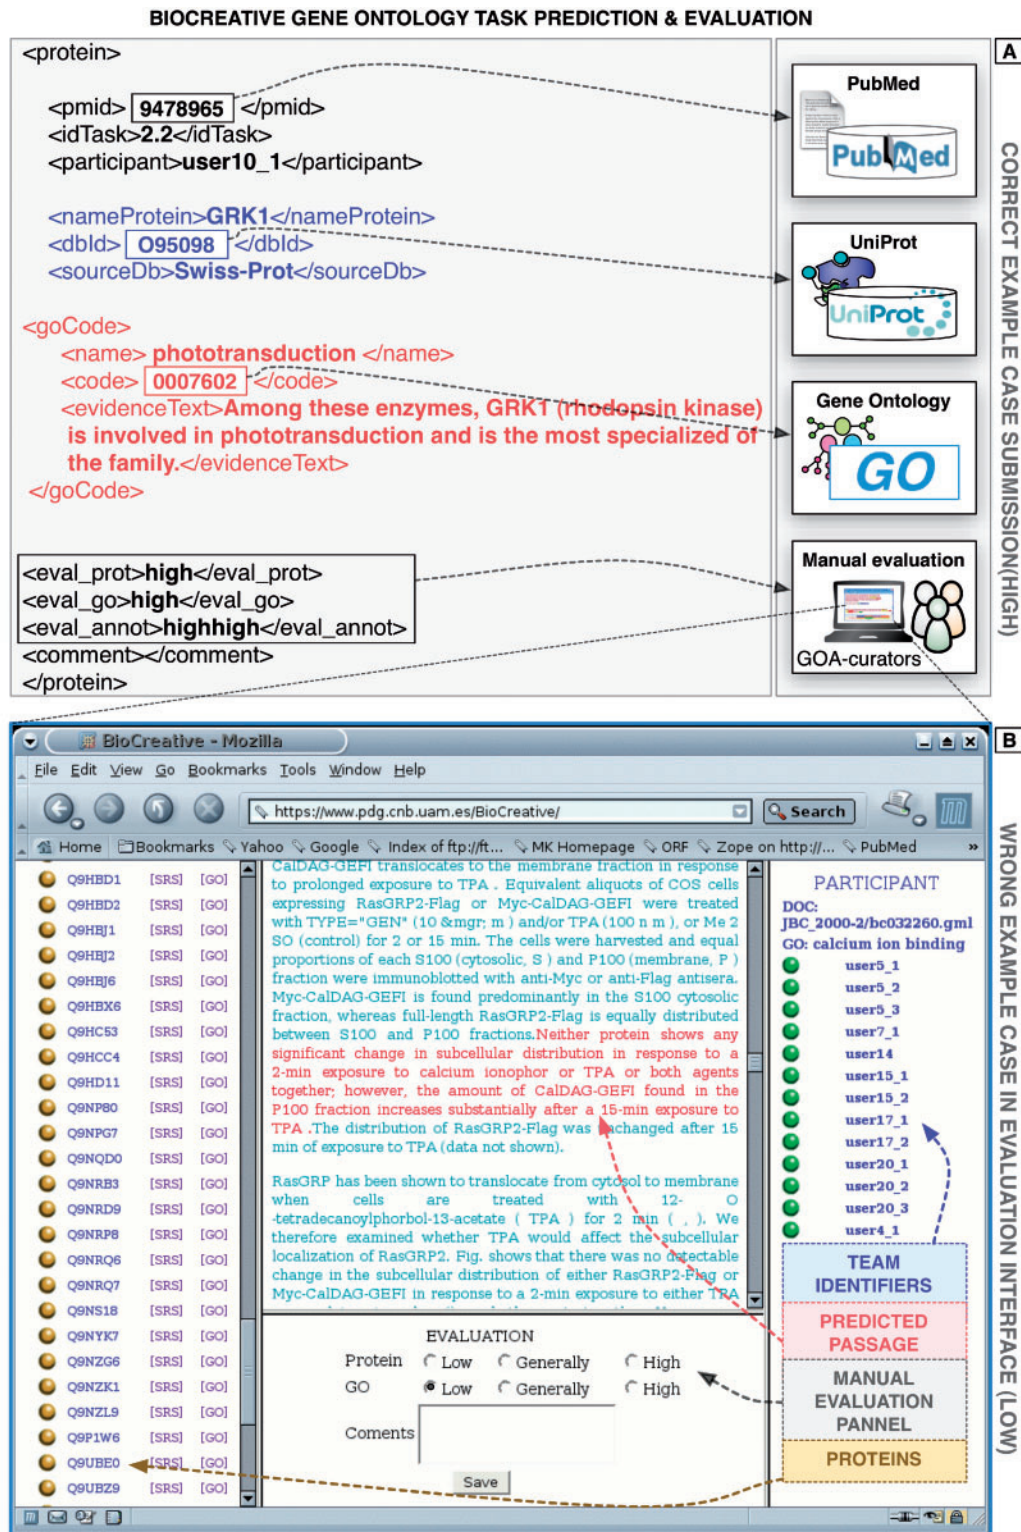 BIOCREATIVE GENE ONTOLOGY TASK PREDICTION & EVALUATION
A
CORRECT EXAMPLE CASE SUBMISSION(HIGH)
<protein>
<pmid> 9478965 </pmid>
<idTask>2.2</idTask>
<participant>user10_1</participant>
<nameProtein>GRK1</nameProtein>
<dbId> O95098 </dbId>
<sourceDb>Swiss-Prot</sourceDb>
<goCode>
<name> phototransduction </name>
<code> 0007602 </code>
<evidenceText>Among these enzymes, GRK1 (rhodopsin kinase)
is involved in phototransduction and is the most specialized of
the family.</evidenceText>
</goCode>
<eval_prot>high</eval_prot>
<eval_go>high</eval_go>
<eval_annot>highhigh</eval_annot>
<comment></comment>
</protein>
PubMed
PubMed
UniProt
UniProt
Gene Ontology
GO
Manual evaluation
GOA-curators
B
WRONG EXAMPLE CASE IN EVALUATION INTERFACE (LOW)
BioCreative - Mozilla
File Edit View Go Bookmarks Tools Window Help
https://www.pdg.cnb.uam.es/BioCreative/ Search
Home Bookmarks Yahoo Google Index of ftp://ft... MK Homepage ORF Zope on http://... PubMed »
Q9HBD1 [SRS] [GO]
Q9HBD2 [SRS] [GO]
Q9HBJ1 [SRS] [GO]
Q9HBJ2 [SRS] [GO]
Q9HBJ6 [SRS] [GO]
Q9HBX6 [SRS] [GO]
Q9HC53 [SRS] [GO]
Q9HCC4 [SRS] [GO]
Q9HD11 [SRS] [GO]
Q9NP80 [SRS] [GO]
Q9NPG7 [SRS] [GO]
Q9NQD0 [SRS] [GO]
Q9NRB3 [SRS] [GO]
Q9NRD9 [SRS] [GO]
Q9NRP8 [SRS] [GO]
Q9NRQ6 [SRS] [GO]
Q9NRQ7 [SRS] [GO]
Q9NS18 [SRS] [GO]
Q9NYK7 [SRS] [GO]
Q9NZG6 [SRS] [GO]
Q9NZK1 [SRS] [GO]
Q9NZL9 [SRS] [GO]
Q9P1W6 [SRS] [GO]
Q9UBE0 [SRS] [GO]
Q9UBZ9 [SRS] [GO]
CalDAG-GEFI translocates to the membrane fraction in response
to prolonged exposure to TPA . Equivalent aliquots of COS cells
expressing RasGRP2-Flag or Myc-CalDAG-GEFI were treated
with TYPE="GEN" (10 &mgr; m ) and/or TPA (100 n m ), or Me 2
SO (control) for 2 or 15 min. The cells were harvested and equal
proportions of each S100 (cytosolic, S ) and P100 (membrane, P )
fraction were immunoblotted with anti-Myc or anti-Flag antisera.
Myc-CalDAG-GEFI is found predominantly in the S100 cytosolic
fraction, whereas full-length RasGRP2-Flag is equally distributed
between S100 and P100 fractions.Neither protein shows any
significant change in subcellular distribution in response to a
2-min exposure to calcium ionophor or TPA or both agents
together; however, the amount of CalDAG-GEFI found in the
P100 fraction increases substantially after a 15-min exposure to
TPA .The distribution of RasGRP2-Flag was unchanged after 15
min of exposure to TPA (data not shown).
RasGRP has been shown to translocate from cytosol to membrane
when cells are treated with 12- O
-tetradecanoylphorbol-13-acetate ( TPA ) for 2 min ( , ). We
therefore examined whether TPA would affect the subcellular
localization of RasGRP2. Fig. shows that there was no detectable
change in the subcellular distribution of either RasGRP2-Flag or
Myc-CalDAG-GEFI in response to a 2-min exposure to either TPA
EVALUATION
Protein Low Generally High
GO Low Generally High
Coments
Save
PARTICIPANT
DOC:
JBC_2000-2/bc032260.gml
GO: calcium ion binding
user5_1
user5_2
user5_3
user7_1
user14
user15_1
user15_2
user17_1
user17_2
user20_1
user20_2
user20_3
user4_1
TEAM
IDENTIFIERS
PREDICTED
PASSAGE
MANUAL
EVALUATION
PANNEL
PROTEINS